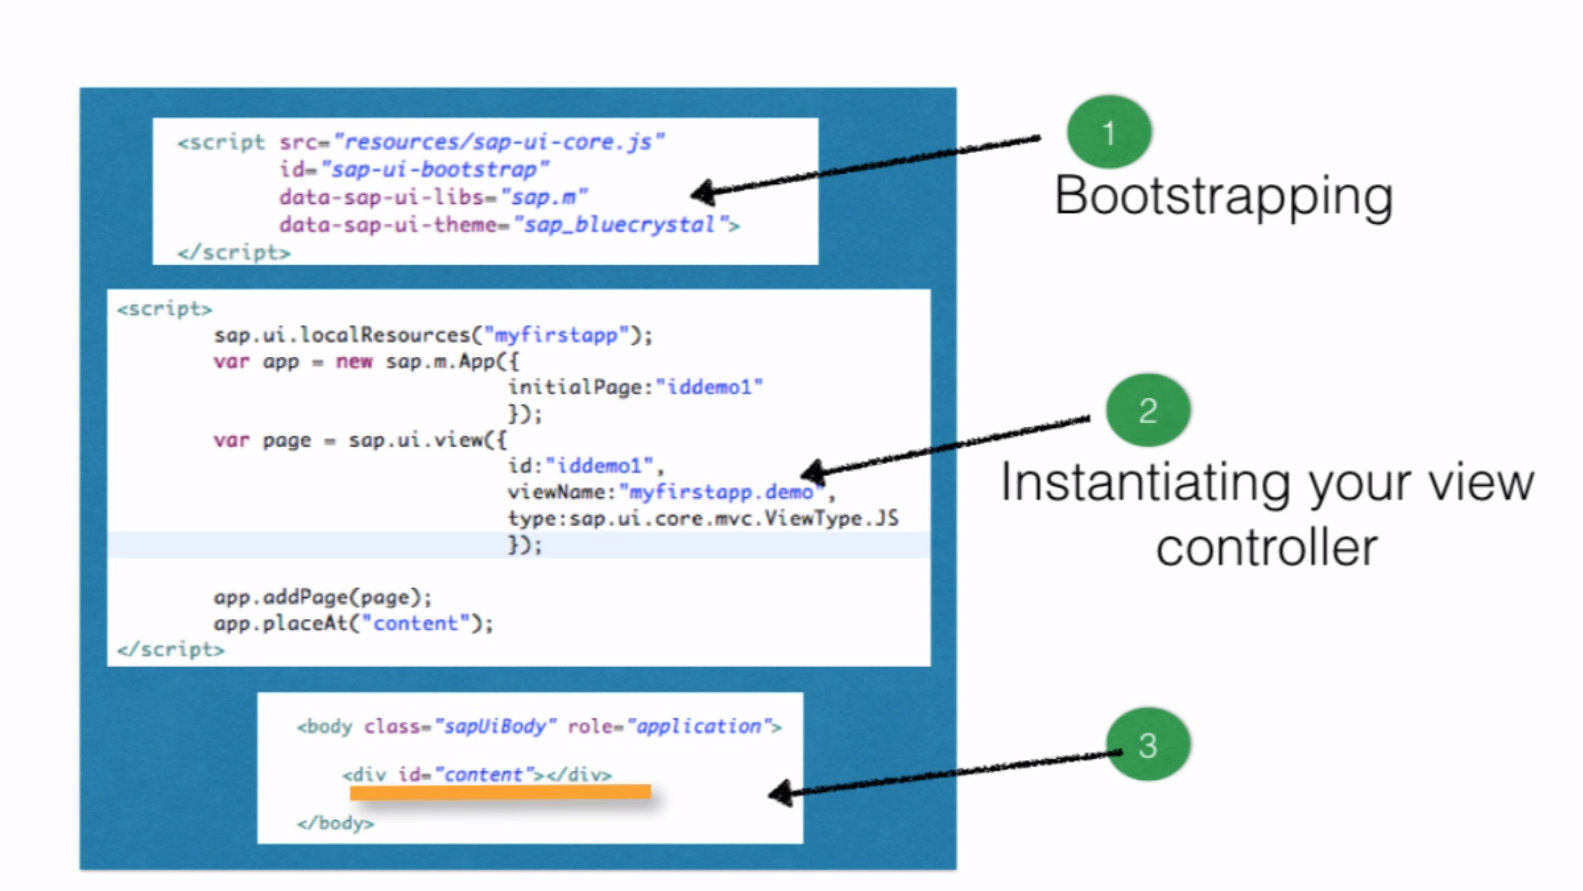 <script src="resources/sap-ui-core.js"
id="sap-ui-bootstrap"
data-sap-ui-libs="sap.m"
data-sap-ui-theme="sap_bluecrystal">
</script>
1
Bootstrapping
<script>
sap.ui.localResources("myfirstapp");
var app = new sap.m.App({
initialPage:"iddemo1"
});
var page = sap.ui.view({
id:"iddemo1",
viewName:"myfirstapp.demo",
type:sap.ui.core.mvc.ViewType.JS
});
app.addPage(page);
app.placeAt("content");
</script>
2
Instantiating your view
controller
<body class="sapUiBody" role="application">
<div id="content"></div>
</body>
3